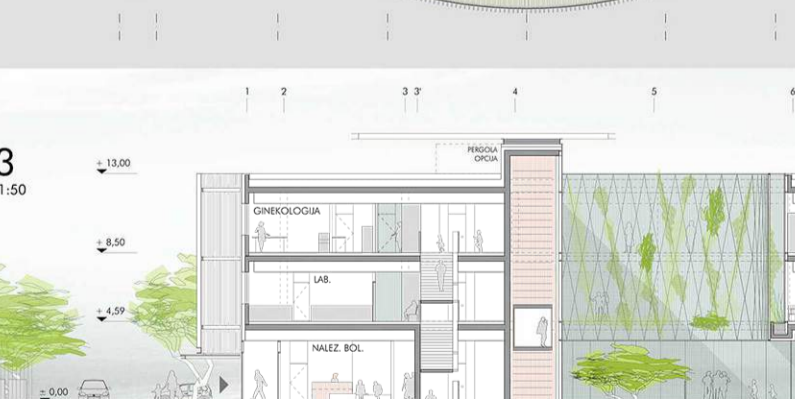 1 2 3 3' 4 5 6
3
1:50
PERGOLA
OPCIJA
± 13,00
GINEKOLOGIJA
± 8,50
LAB.
± 4,59
NALEZ. BOL.
± 0,00